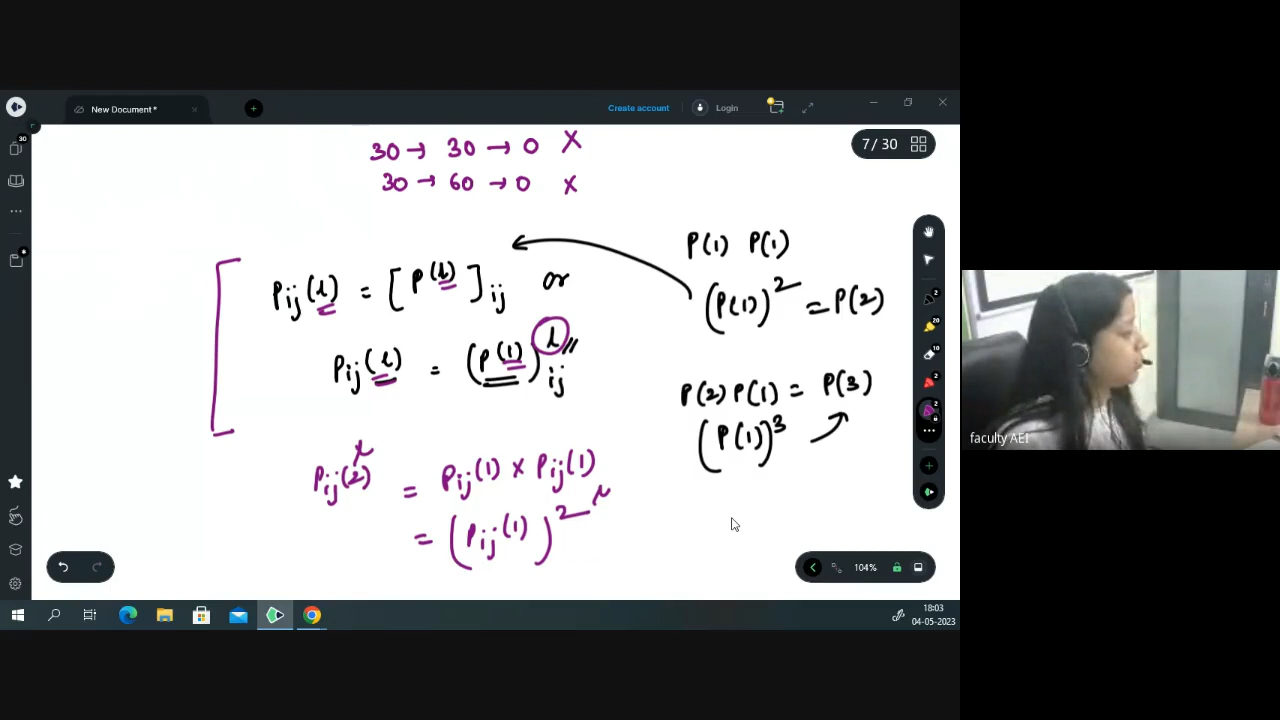 New Document*
Create account
Login
30
7 / 30
30 → 30 → 0 X
30 → 60 → 0 X
P(1) P(1)
(P(1))² = P(2)
Pij(r) = [P(r)]ij or
Pij(r) = (P(1))ʳij
P(2)P(1) = P(3)
(P(1))³
Pij(2) = Pij(1) × Pij(1)
= (Pij(1))²
faculty AEI
104%
18:03
04-05-2023